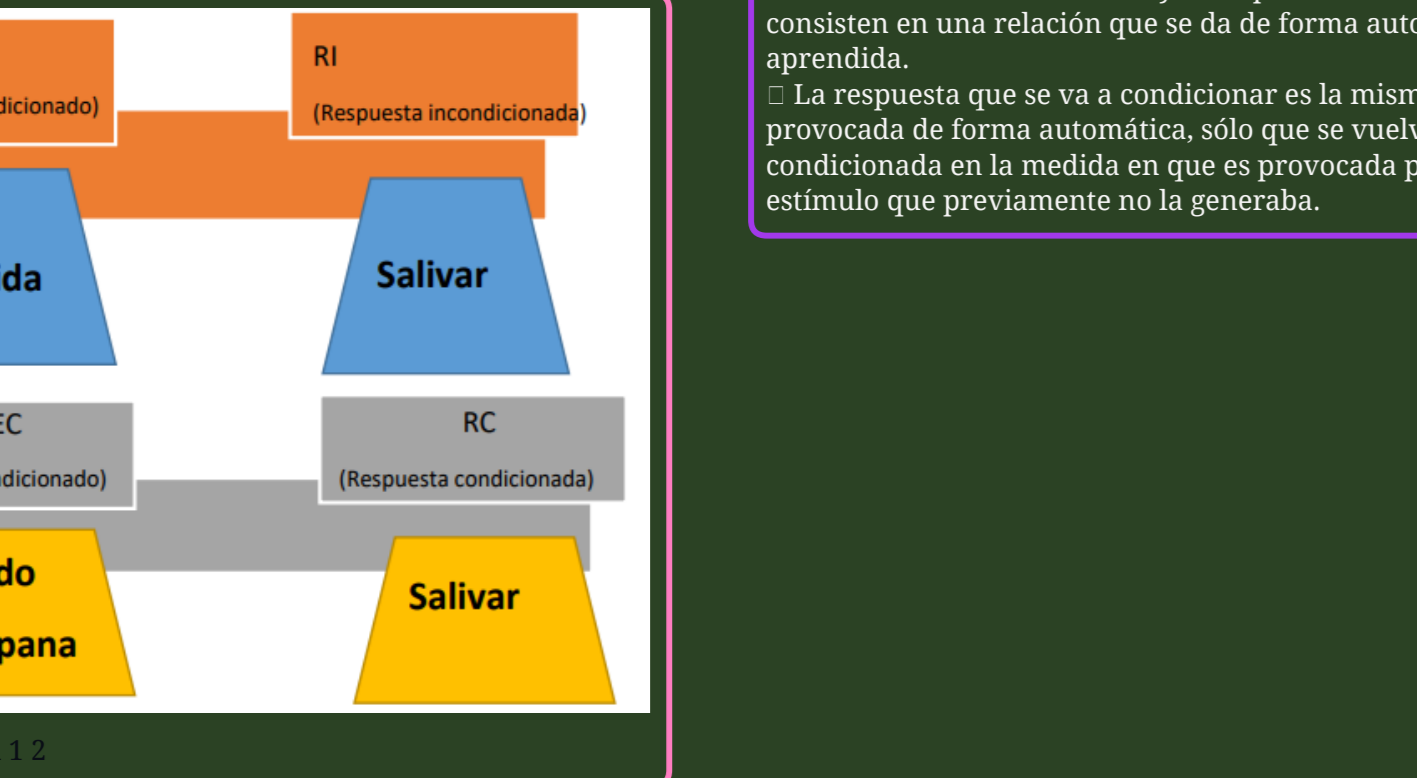 RI
dicionado)
(Respuesta incondicionada)
da
Salivar
EC
RC
dicionado)
(Respuesta condicionada)
do
Salivar
pana
1 2
consisten en una relación que se da de forma auto
aprendida.
□ La respuesta que se va a condicionar es la mism
provocada de forma automática, sólo que se vuelv
condicionada en la medida en que es provocada p
estímulo que previamente no la generaba.